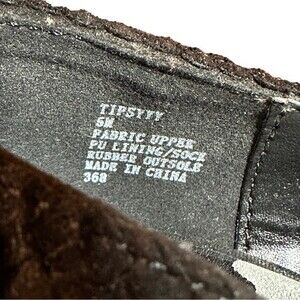 TIPSYYY
5M
FABRIC UPPER
PU LINING/SOCK
RUBBER OUTSOLE
MADE IN CHINA
368